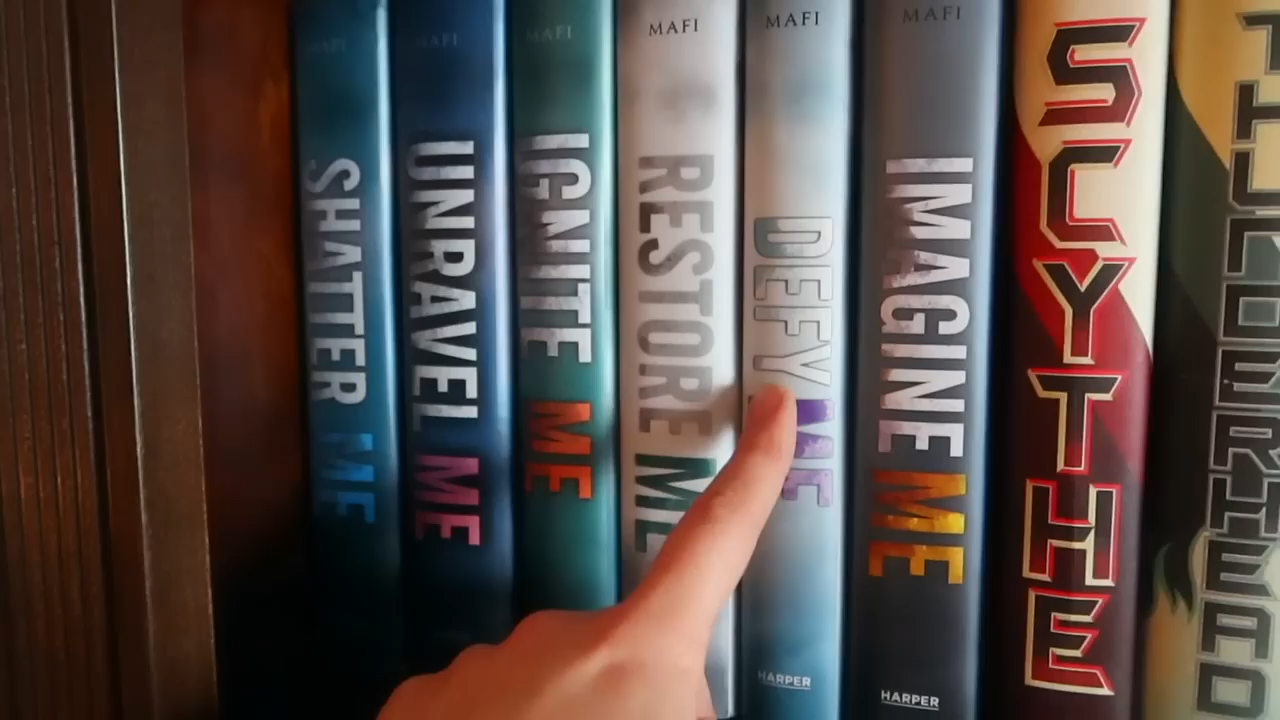 MAFI
SHATTER ME
MAFI
UNRAVEL ME
MAFI
IGNITE ME
MAFI
RESTORE ME
MAFI
DEFY ME
HARPER
MAFI
IMAGINE ME
HARPER
SCYTHE
THUNDERHEAD